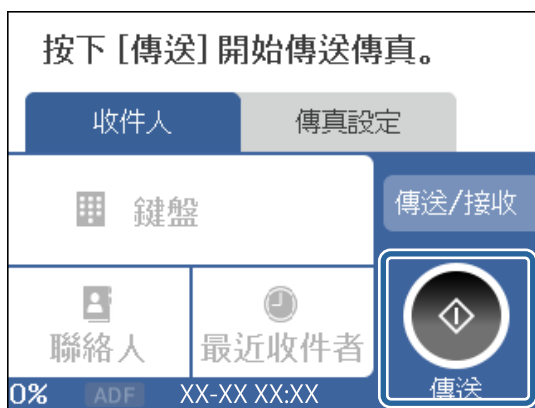 按下 [傳送] 開始傳送傳真。
收件人 傳真設定
鍵盤 傳送/接收
聯絡人 最近收件者
傳送
0% ADF XX-XX XX:XX